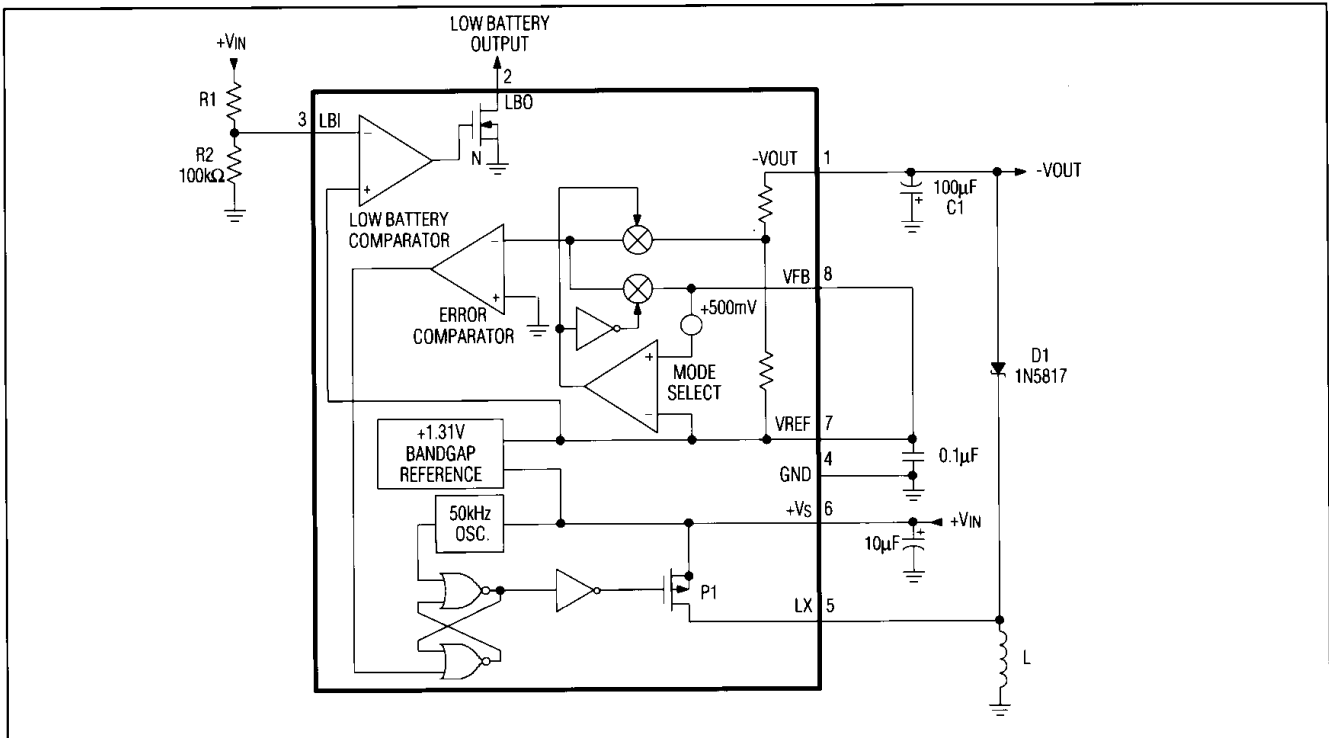 LOW BATTERY
OUTPUT
+VIN
2
LBO
R1
3 LBI
−
N
R2
100kΩ
+
-VOUT
1
-VOUT
100µF
+
C1
LOW BATTERY
COMPARATOR
−
VFB
8
+
ERROR
COMPARATOR
+500mV
+
MODE
SELECT
−
D1
1N5817
VREF
7
+1.31V
BANDGAP
REFERENCE
0.1µF
4
GND
+VS
6
+VIN
50kHz
OSC.
10µF
+
P1
LX
5
L